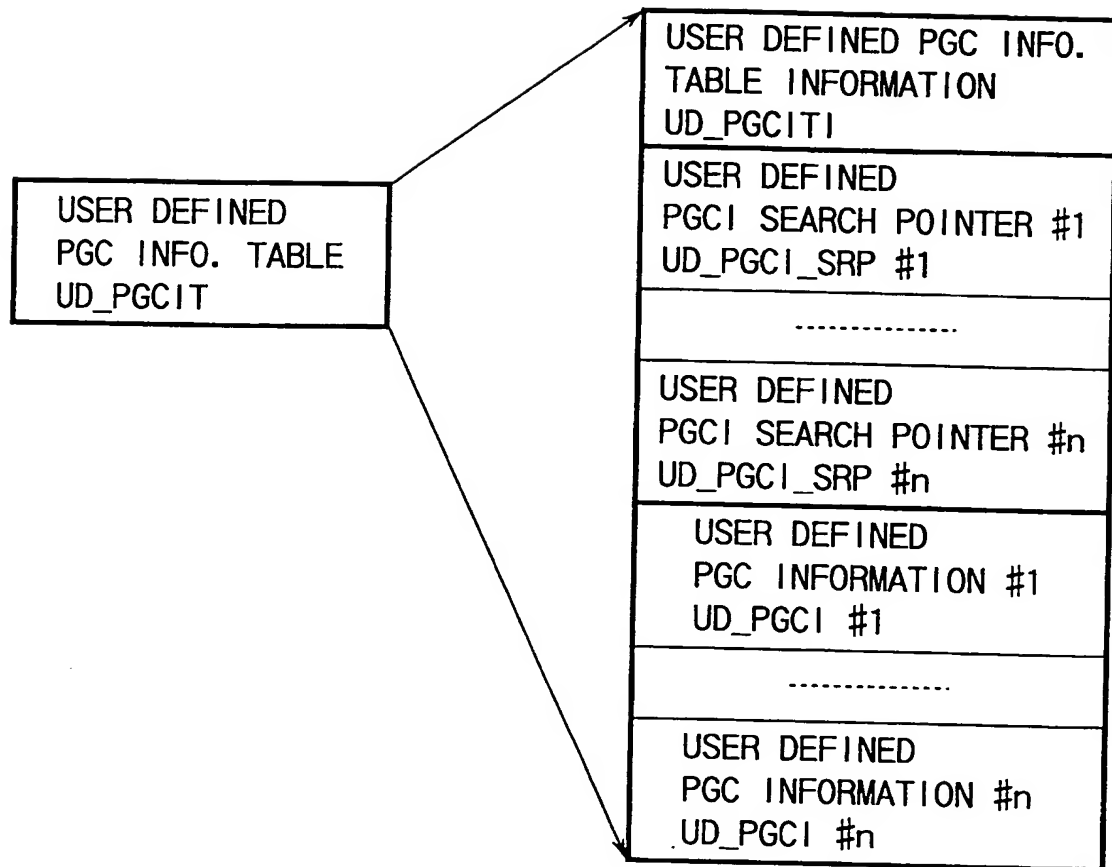 USER DEFINED
PGC INFO. TABLE
UD_PGCIT
USER DEFINED PGC INFO.
TABLE INFORMATION
UD_PGCITI
USER DEFINED
PGCI SEARCH POINTER #1
UD_PGCI_SRP #1
---------------
USER DEFINED
PGCI SEARCH POINTER #n
UD_PGCI_SRP #n
USER DEFINED
PGC INFORMATION #1
UD_PGCI #1
---------------
USER DEFINED
PGC INFORMATION #n
UD_PGCI #n